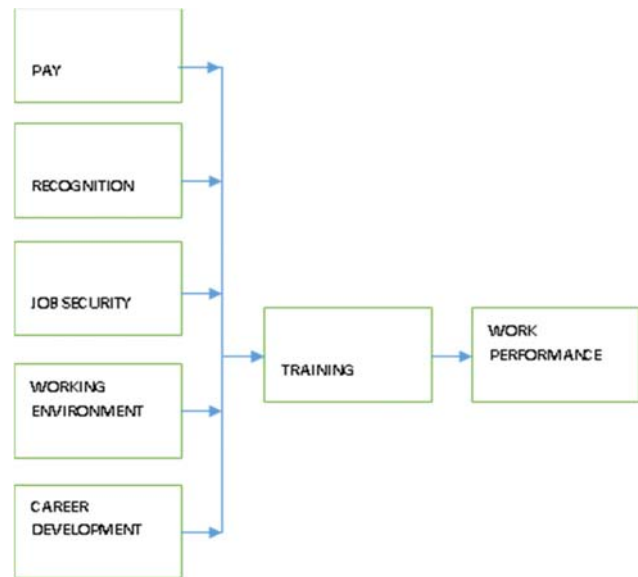 PAY
RECOGNITION
JOB SECURITY
WORKING
ENVIRONMENT
CAREER
DEVELOPMENT
TRAINING
WORK
PERFORMANCE